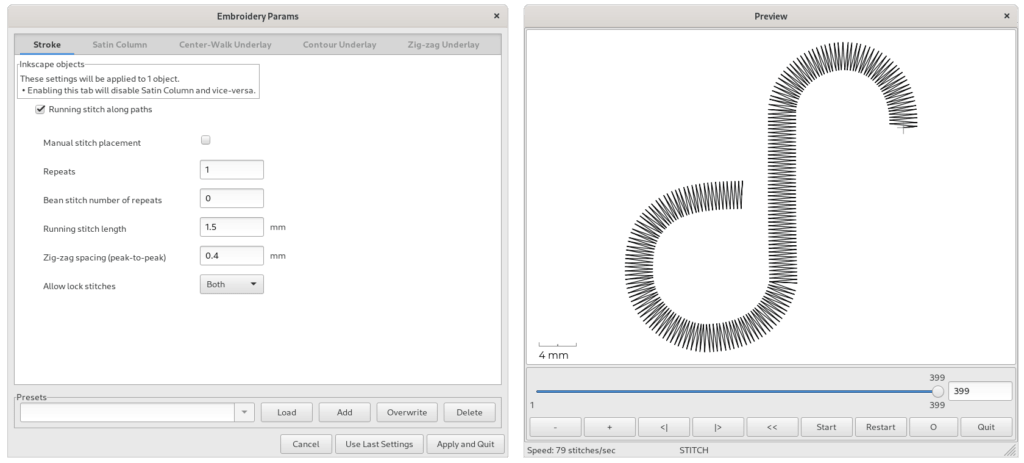 Embroidery Params
×
Stroke Satin Column Center-Walk Underlay Contour Underlay Zig-zag Underlay
Inkscape objects
These settings will be applied to 1 object.
• Enabling this tab will disable Satin Column and vice-versa.
Running stitch along paths
Manual stitch placement
Repeats 1
Bean stitch number of repeats 0
Running stitch length 1.5 mm
Zig-zag spacing (peak-to-peak) 0.4 mm
Allow lock stitches Both
Presets
Load Add Overwrite Delete
Cancel Use Last Settings Apply and Quit
Preview
×
4 mm
399
399
1 399
- + <| |> << Start Restart O Quit
Speed: 79 stitches/sec STITCH